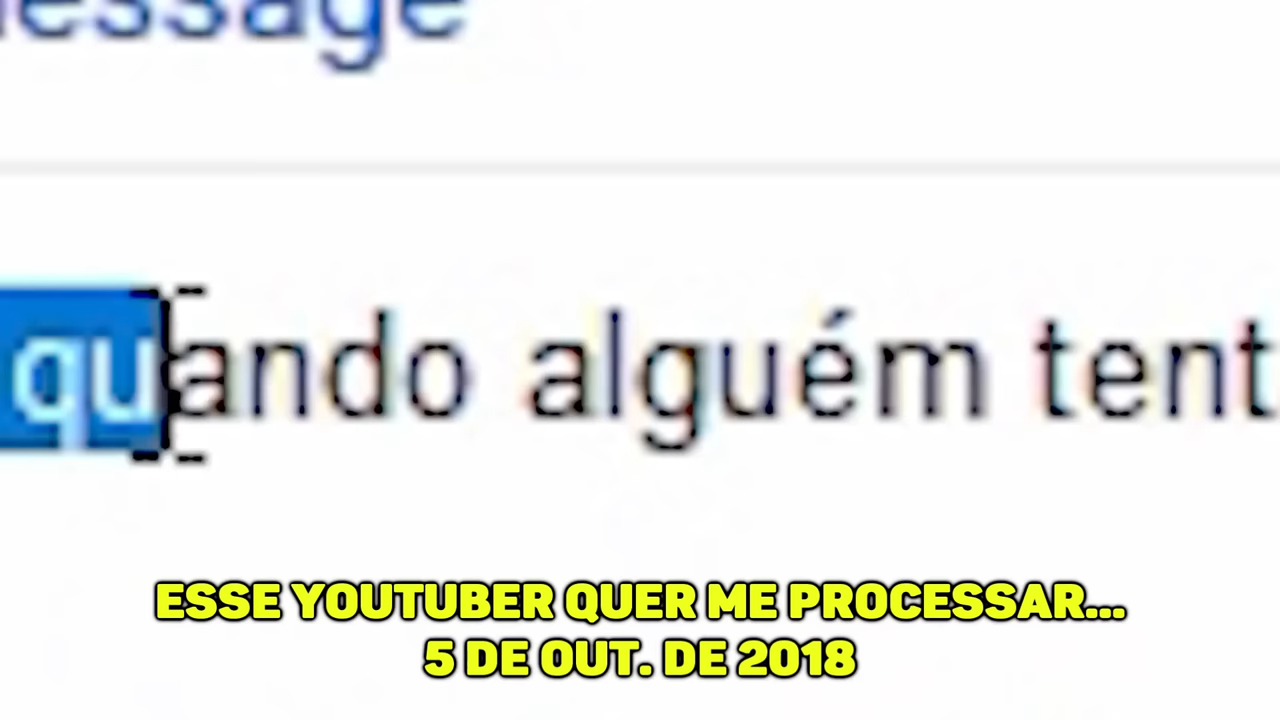 essage
quando alguém tent
ESSE YOUTUBER QUER ME PROCESSAR...
5 DE OUT. DE 2018